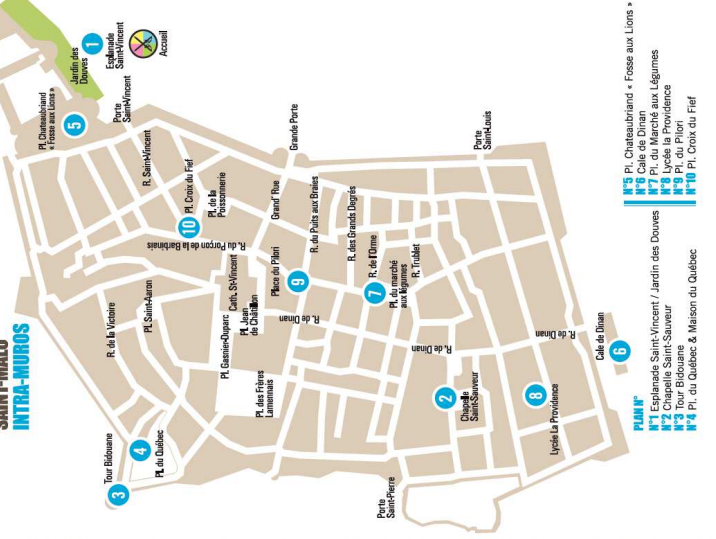 SAINT-MALO
INTRA-MUROS
Jardin des
Douves
1
Esplanade
Saint-Vincent
Accueil
Pl. Chateaubriand
« Fosse aux Lions »
5
Porte
Saint-Vincent
R. Saint-Vincent
Pl. Croix du Fief
10
Pl. de la
Poissonnerie
Grande Porte
Grand' Rue
R. du Porçon de la Barbinais
R. du Puits aux Braies
R. des Grands Degrés
Porte
Saint-Louis
Tour Bidouane
3
4
Pl. du Québec
R. de la Victoire
Pl. Saint-Aaron
Cath. St-Vincent
Pl. Jean
de Châtillon
Place du Pilori
9
Pl. Gasnier-Duparc
Pl. des Frères
Lamennais
R. de Dinan
R. de l'Orme
7
Pl. du marché
aux légumes
R. Trublet
R. de Dinan
2
Chapelle
Saint-Sauveur
R. de Dinan
8
Lycée La Providence
Porte
Saint-Pierre
Cale de Dinan
6
PLAN N°
N°1 Esplanade Saint-Vincent / Jardin des Douves
N°2 Chapelle Saint-Sauveur
N°3 Tour Bidouane
N°4 Pl. du Québec & Maison du Québec
N°5 Pl. Chateaubriand « Fosse aux Lions »
N°6 Cale de Dinan
N°7 Pl. du Marché aux Légumes
N°8 Lycée la Providence
N°9 Pl. du Pilori
N°10 Pl. Croix du Fief